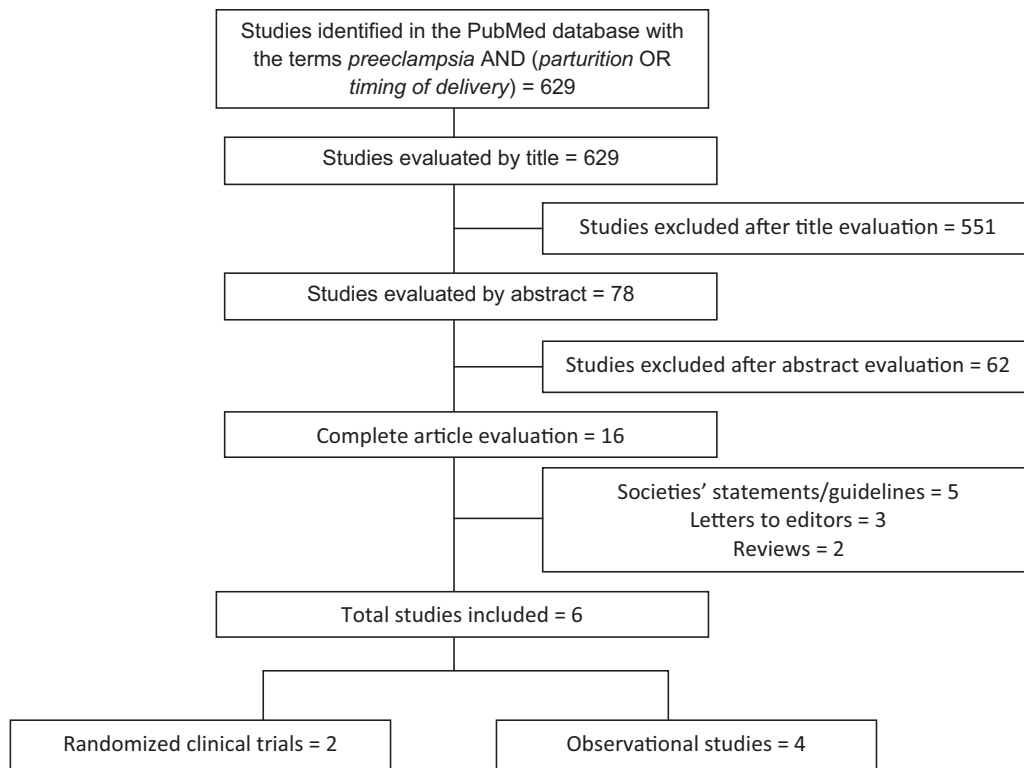 Studies identified in the PubMed database with
the terms preeclampsia AND (parturition OR
timing of delivery) = 629
Studies evaluated by title = 629
Studies excluded after title evaluation = 551
Studies evaluated by abstract = 78
Studies excluded after abstract evaluation = 62
Complete article evaluation = 16
Societies’ statements/guidelines = 5
Letters to editors = 3
Reviews = 2
Total studies included = 6
Randomized clinical trials = 2
Observational studies = 4